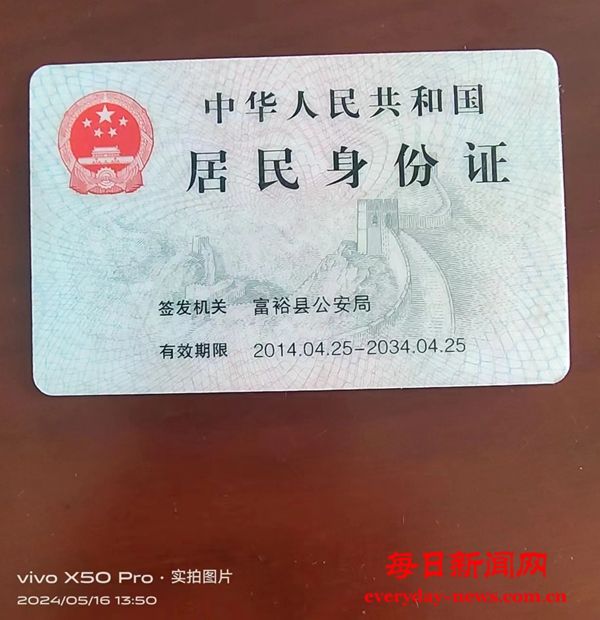 中华人民共和国
居民身份证
签发机关 富裕县公安局
有效期限 2014.04.25-2034.04.25
vivo X50 Pro · 实拍图片
2024/05/16 13:50
每日新闻网
everyday-news.com.cn